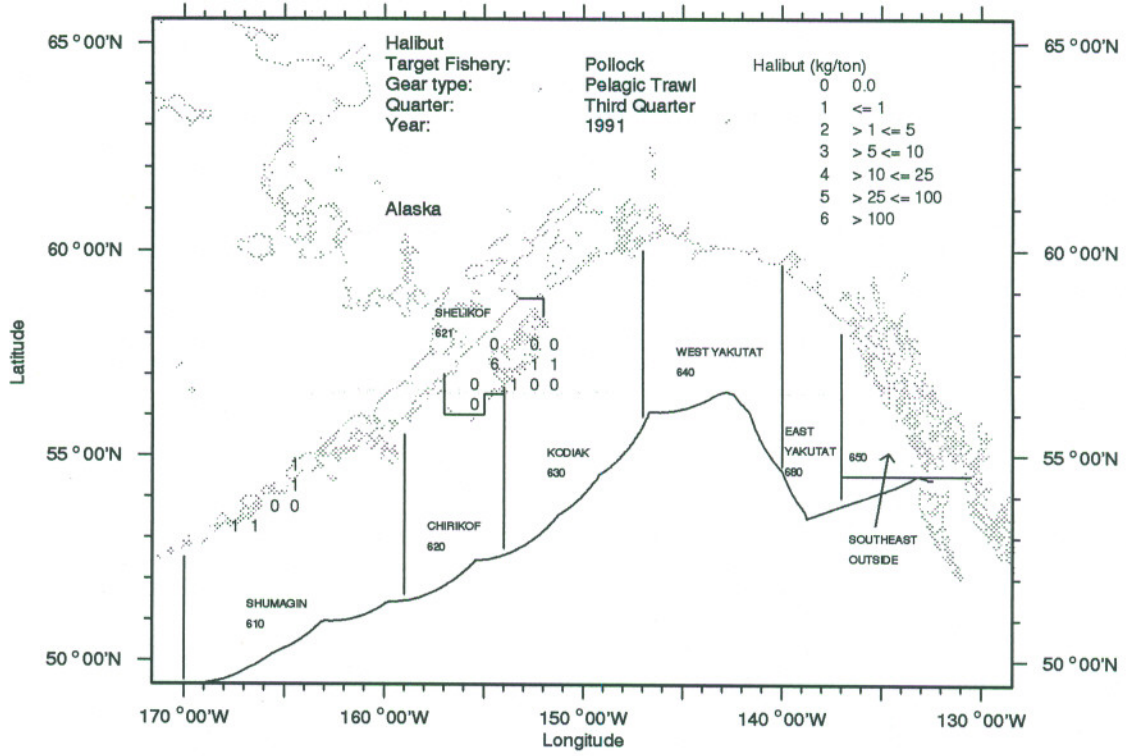 Halibut
Target Fishery: Pollock
Gear type: Pelagic Trawl
Quarter: Third Quarter
Year: 1991
Halibut (kg/ton)
0 0.0
1 <= 1
2 > 1 <= 5
3 > 5 <= 10
4 > 10 <= 25
5 > 25 <= 100
6 > 100
65 °00'N
60 °00'N
55 °00'N
50 °00'N
65 °00'N
60 °00'N
55 °00'N
50 °00'N
Latitude
Alaska
SHELIKOF
621
0 0 0
6 1 1
0 1 0 0
0
WEST YAKUTAT
640
EAST
YAKUTAT
680
650
KODIAK
630
1
1
0 0
1 1
CHIRIKOF
620
SOUTHEAST
OUTSIDE
SHUMAGIN
610
170 °00'W
160 °00'W
150 °00'W
140 °00'W
130 °00'W
Longitude